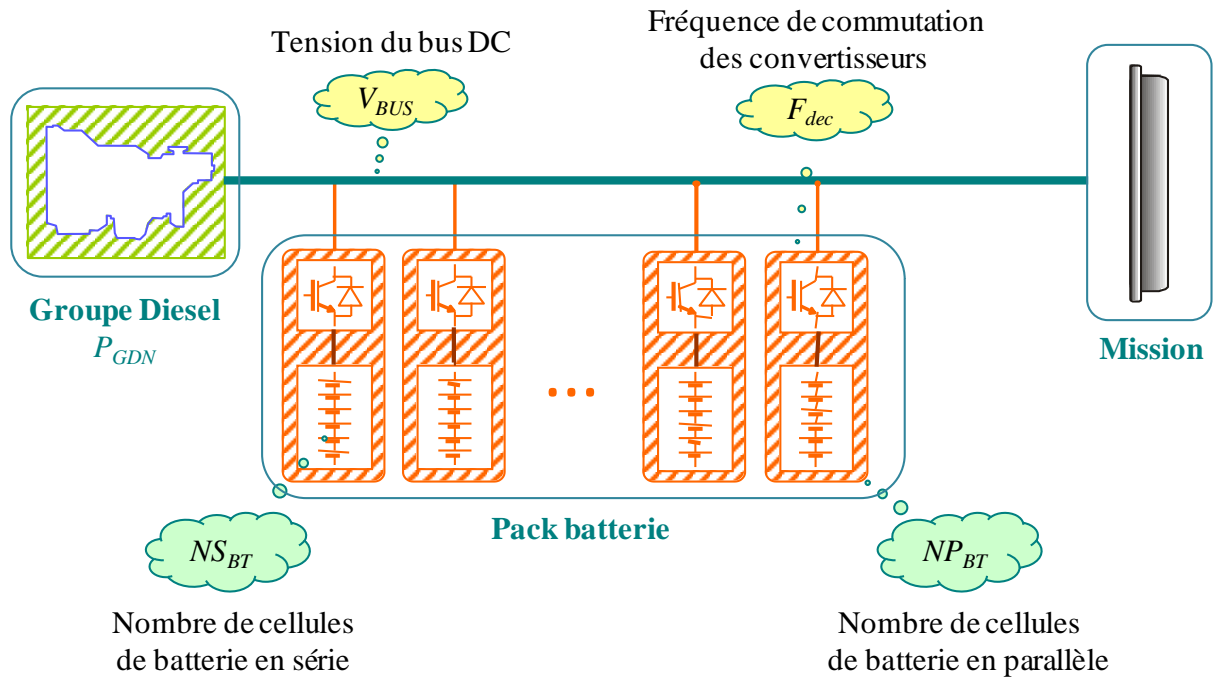 Tension du bus DC
Fréquence de commutation
des convertisseurs
V_BUS
F_dec
Groupe Diesel
P_GDN
Mission
...
Pack batterie
NS_BT
NP_BT
Nombre de cellules
de batterie en série
Nombre de cellules
de batterie en parallèle